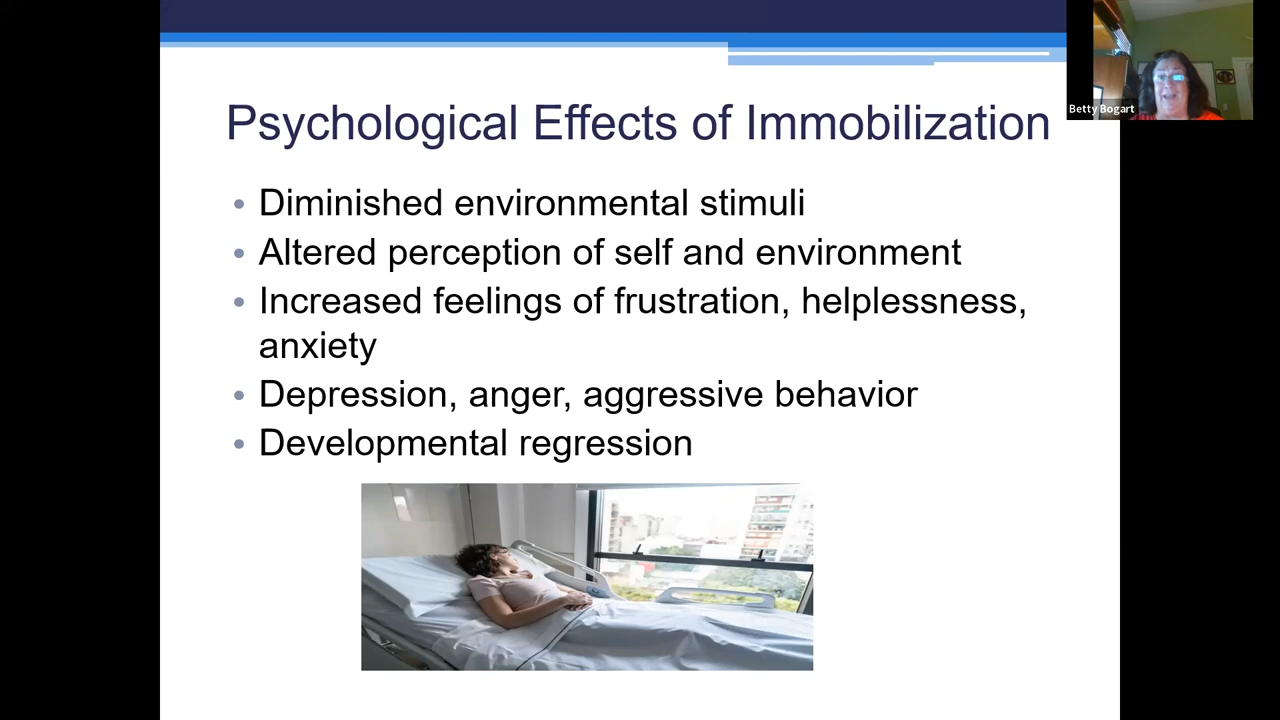 Betty Bogart
Psychological Effects of Immobilization
• Diminished environmental stimuli
• Altered perception of self and environment
• Increased feelings of frustration, helplessness,
anxiety
• Depression, anger, aggressive behavior
• Developmental regression